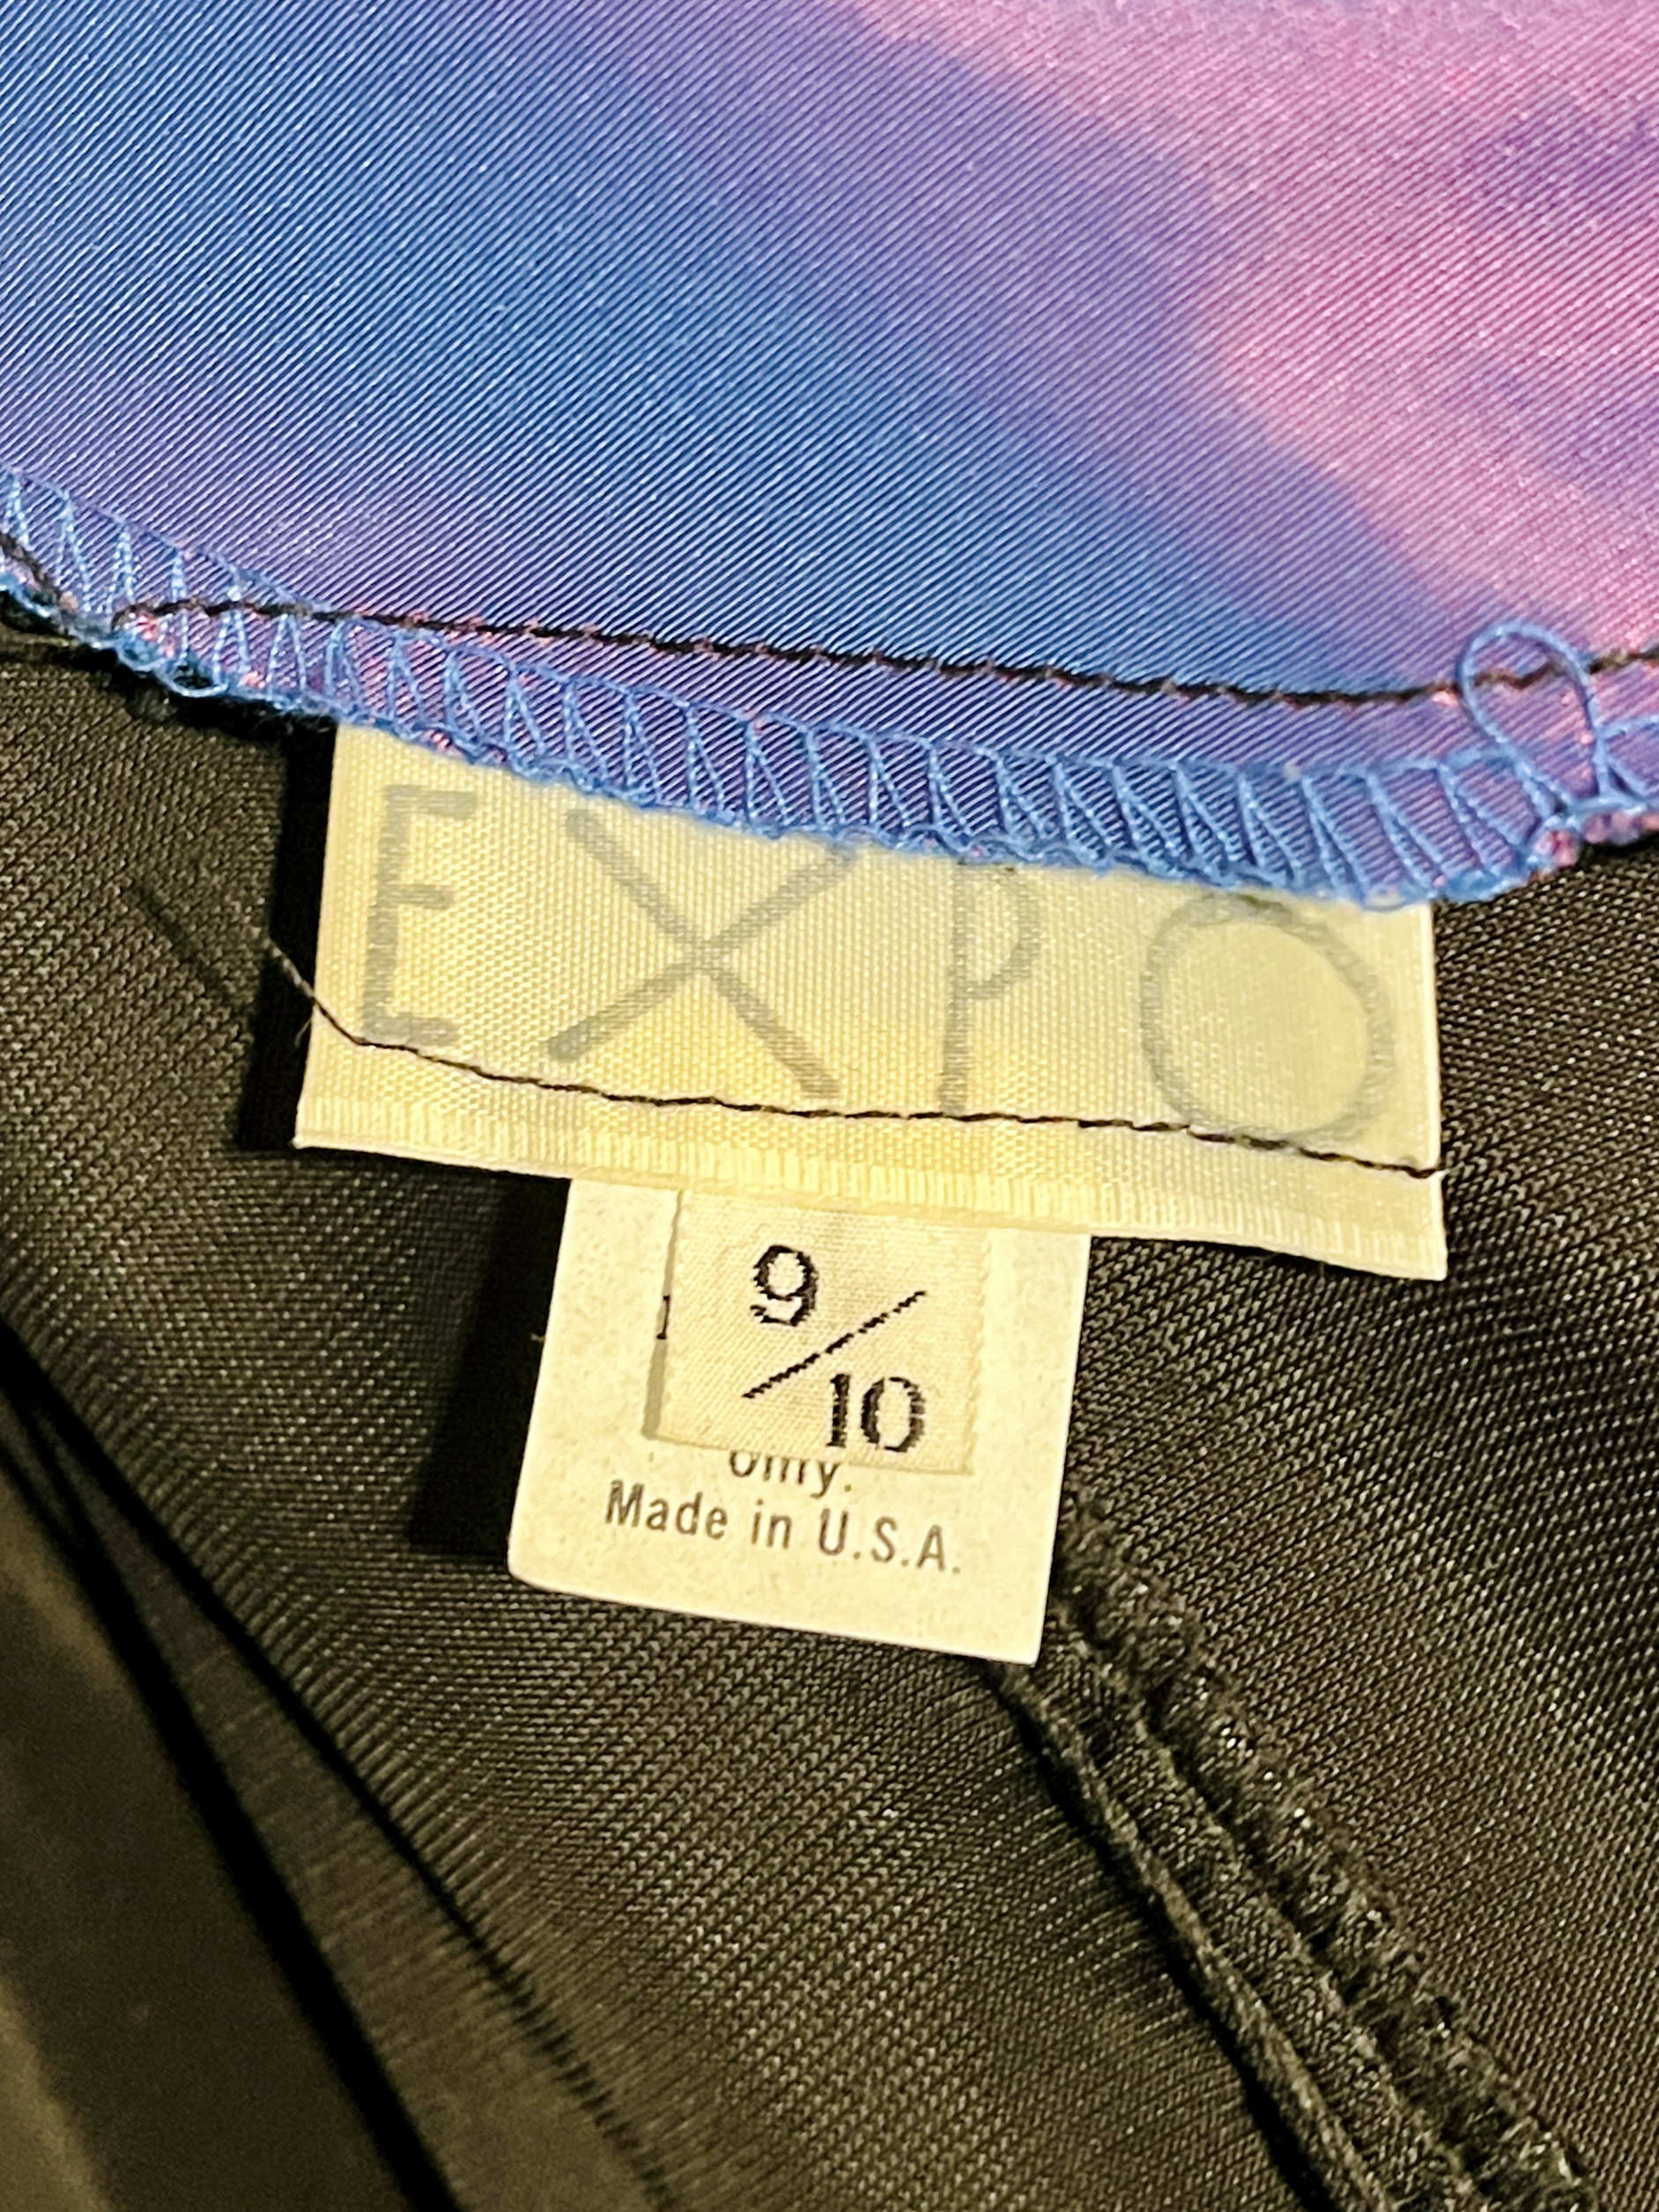 EXPO
9/10
only.
Made in U.S.A.